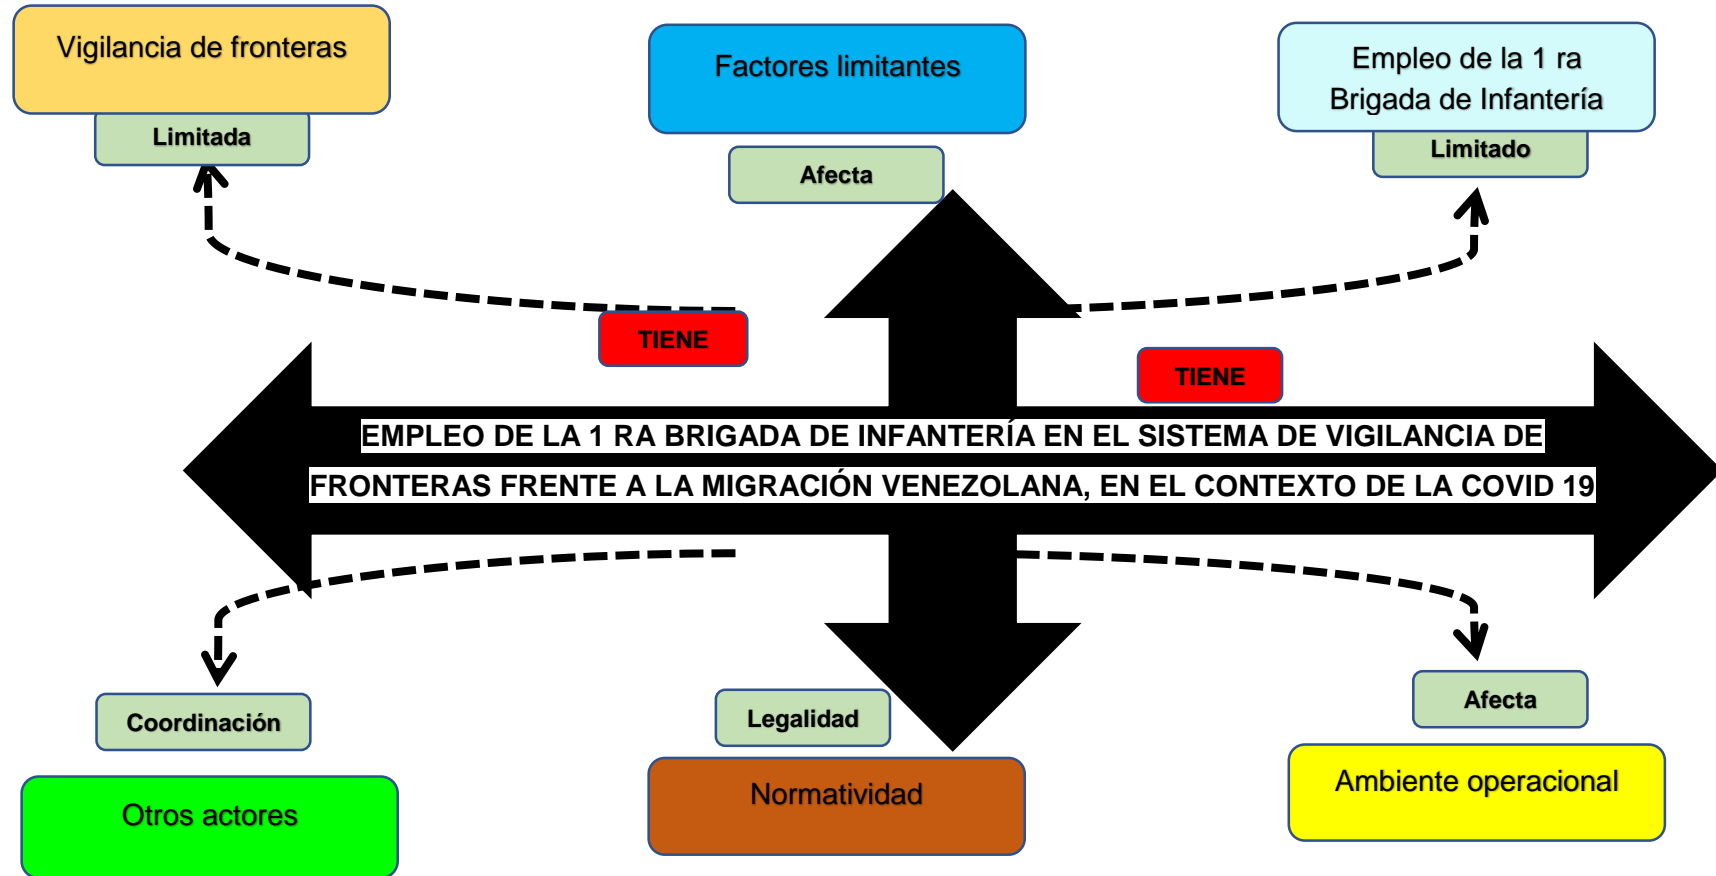 Vigilancia de fronteras
Limitada
Factores limitantes
Afecta
Empleo de la 1 ra
Brigada de Infantería
Limitado
TIENE
TIENE
EMPLEO DE LA 1 RA BRIGADA DE INFANTERÍA EN EL SISTEMA DE VIGILANCIA DE
FRONTERAS FRENTE A LA MIGRACIÓN VENEZOLANA, EN EL CONTEXTO DE LA COVID 19
Coordinación
Otros actores
Legalidad
Normatividad
Afecta
Ambiente operacional